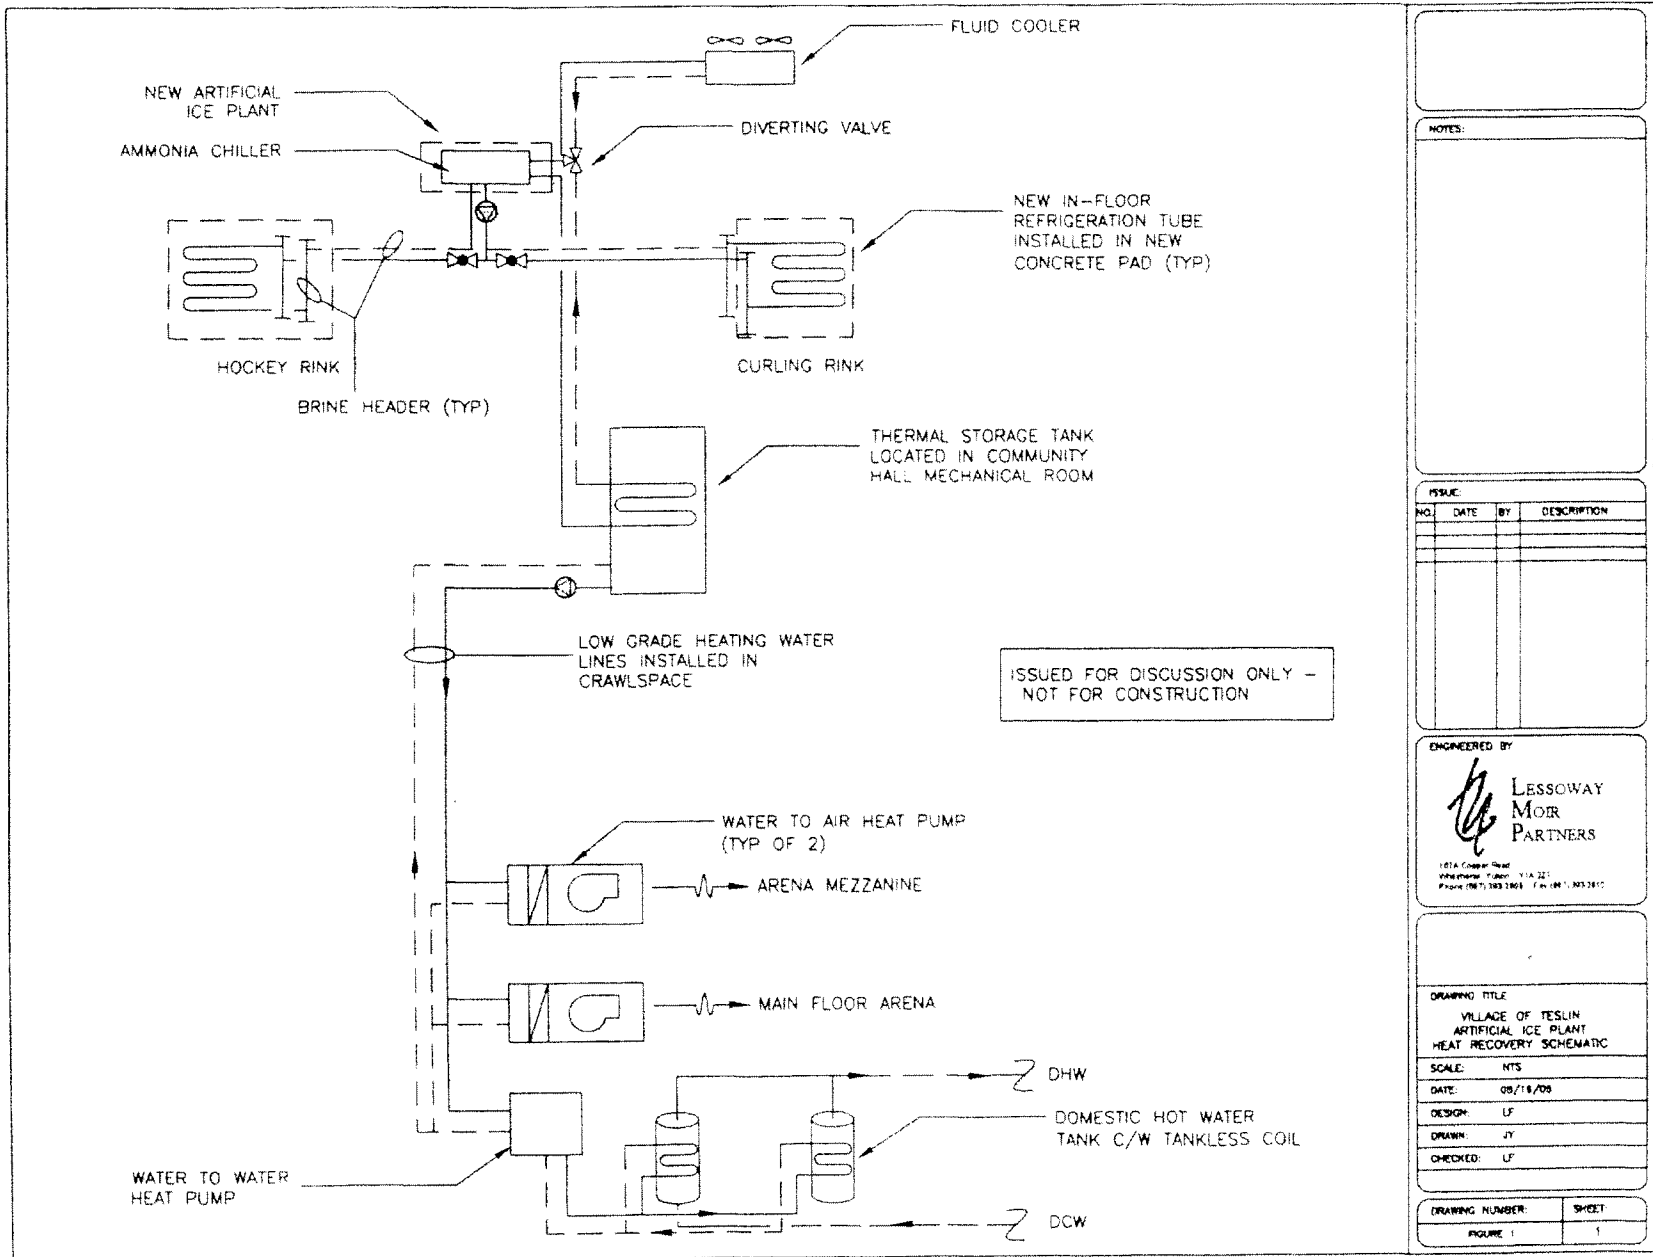 FLUID COOLER
NEW ARTIFICIAL
ICE PLANT
DIVERTING VALVE
AMMONIA CHILLER
NEW IN-FLOOR
REFRIGERATION TUBE
INSTALLED IN NEW
CONCRETE PAD (TYP)
HOCKEY RINK
CURLING RINK
BRINE HEADER (TYP)
THERMAL STORAGE TANK
LOCATED IN COMMUNITY
HALL MECHANICAL ROOM
LOW GRADE HEATING WATER
LINES INSTALLED IN
CRAWLSPACE
ISSUED FOR DISCUSSION ONLY -
NOT FOR CONSTRUCTION
WATER TO AIR HEAT PUMP
(TYP OF 2)
ARENA MEZZANINE
MAIN FLOOR ARENA
DHW
DOMESTIC HOT WATER
TANK C/W TANKLESS COIL
WATER TO WATER
HEAT PUMP
DCW
NOTES:
ISSUE:
NO. DATE BY DESCRIPTION
ENGINEERED BY
LESSOWAY
MOIR
PARTNERS
DRAWING TITLE
VILLAGE OF TESLIN
ARTIFICIAL ICE PLANT
HEAT RECOVERY SCHEMATIC
SCALE: NTS
DATE:
DESIGN: LF
DRAWN: JY
CHECKED: LF
DRAWING NUMBER: SHEET:
FIGURE 1 1